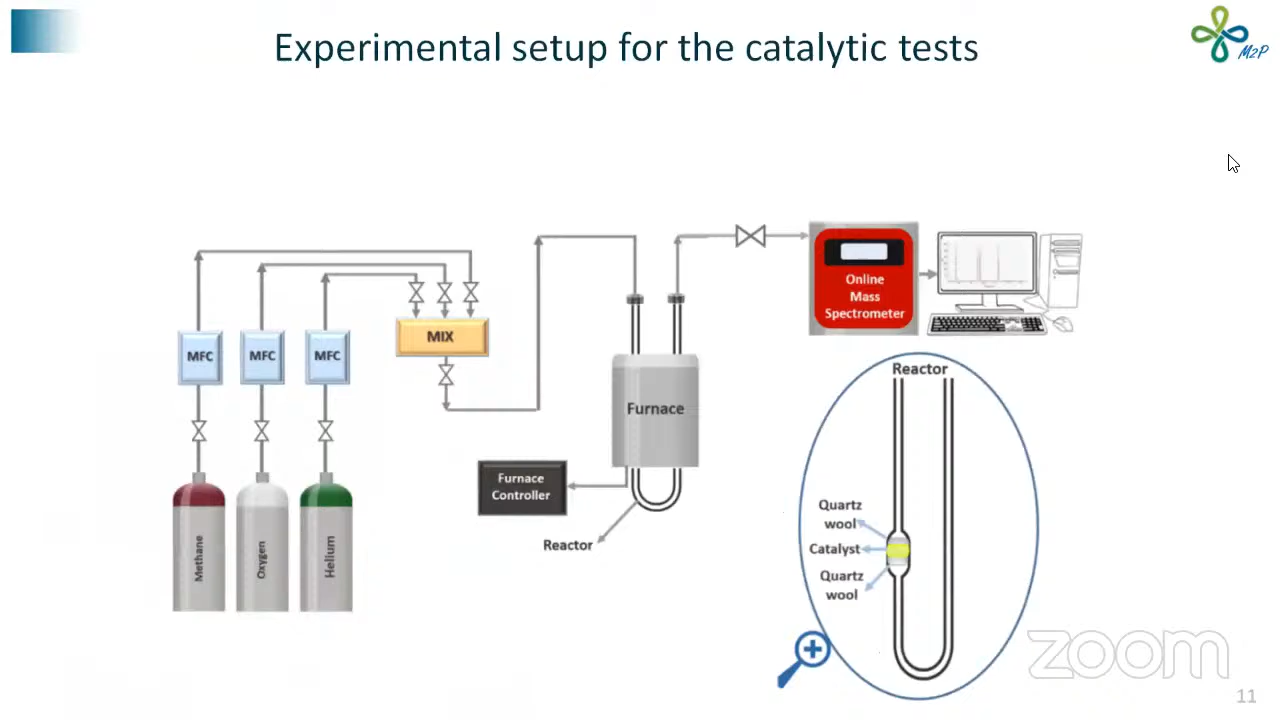 Experimental setup for the catalytic tests
M2P
MFC
MFC
MFC
MIX
Methane
Oxygen
Helium
Furnace
Furnace
Controller
Reactor
Online
Mass
Spectrometer
Reactor
Quartz
wool
Catalyst
Quartz
wool
zoom
11